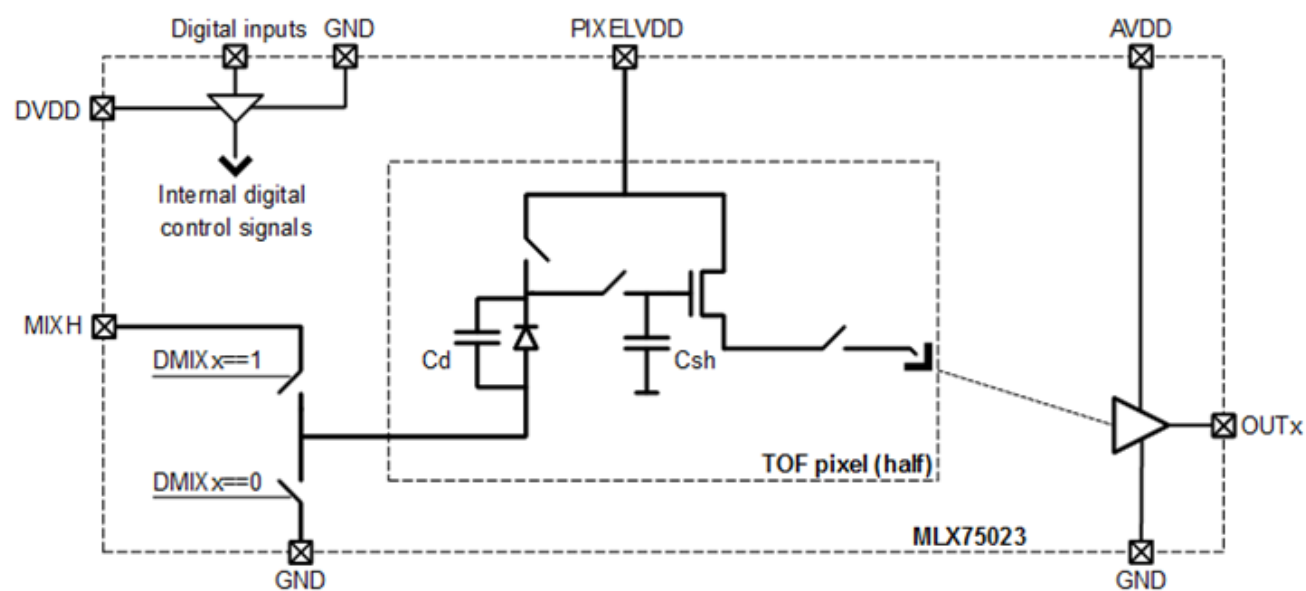 Digital inputs GND
PIXELVDD
AVDD
DVDD
Internal digital
control signals
MIXH
DMIXx==1
Cd
Csh
OUTx
TOF pixel (half)
DMIXx==0
MLX75023
GND
GND